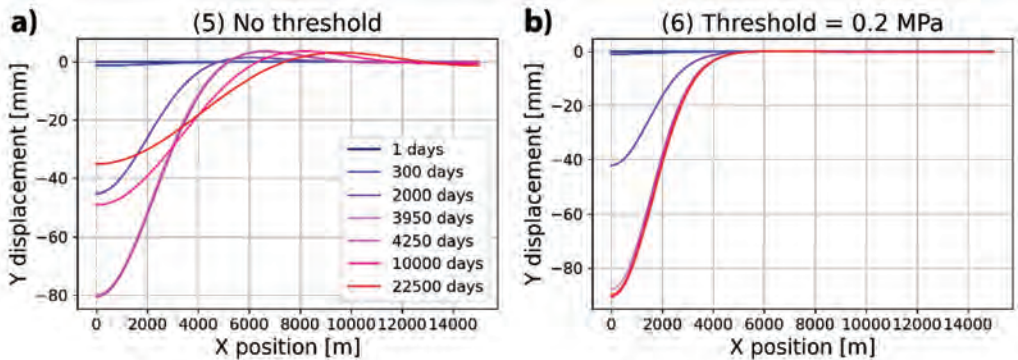 a) (5) No threshold
Y displacement [mm]
0
−20
−40
−60
−80
1 days
300 days
2000 days
3950 days
4250 days
10000 days
22500 days
0 2000 4000 6000 8000 10000 12000 14000
X position [m]
b) (6) Threshold = 0.2 MPa
Y displacement [mm]
0
−20
−40
−60
−80
0 2000 4000 6000 8000 10000 12000 14000
X position [m]